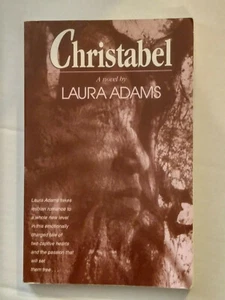 Christabel
A novel by
LAURA ADAMS
Laura Adams takes
lesbian romance to
a whole new level
in this emotionally
charged tale of
two captive hearts
and the passion that
will set
them free . . .